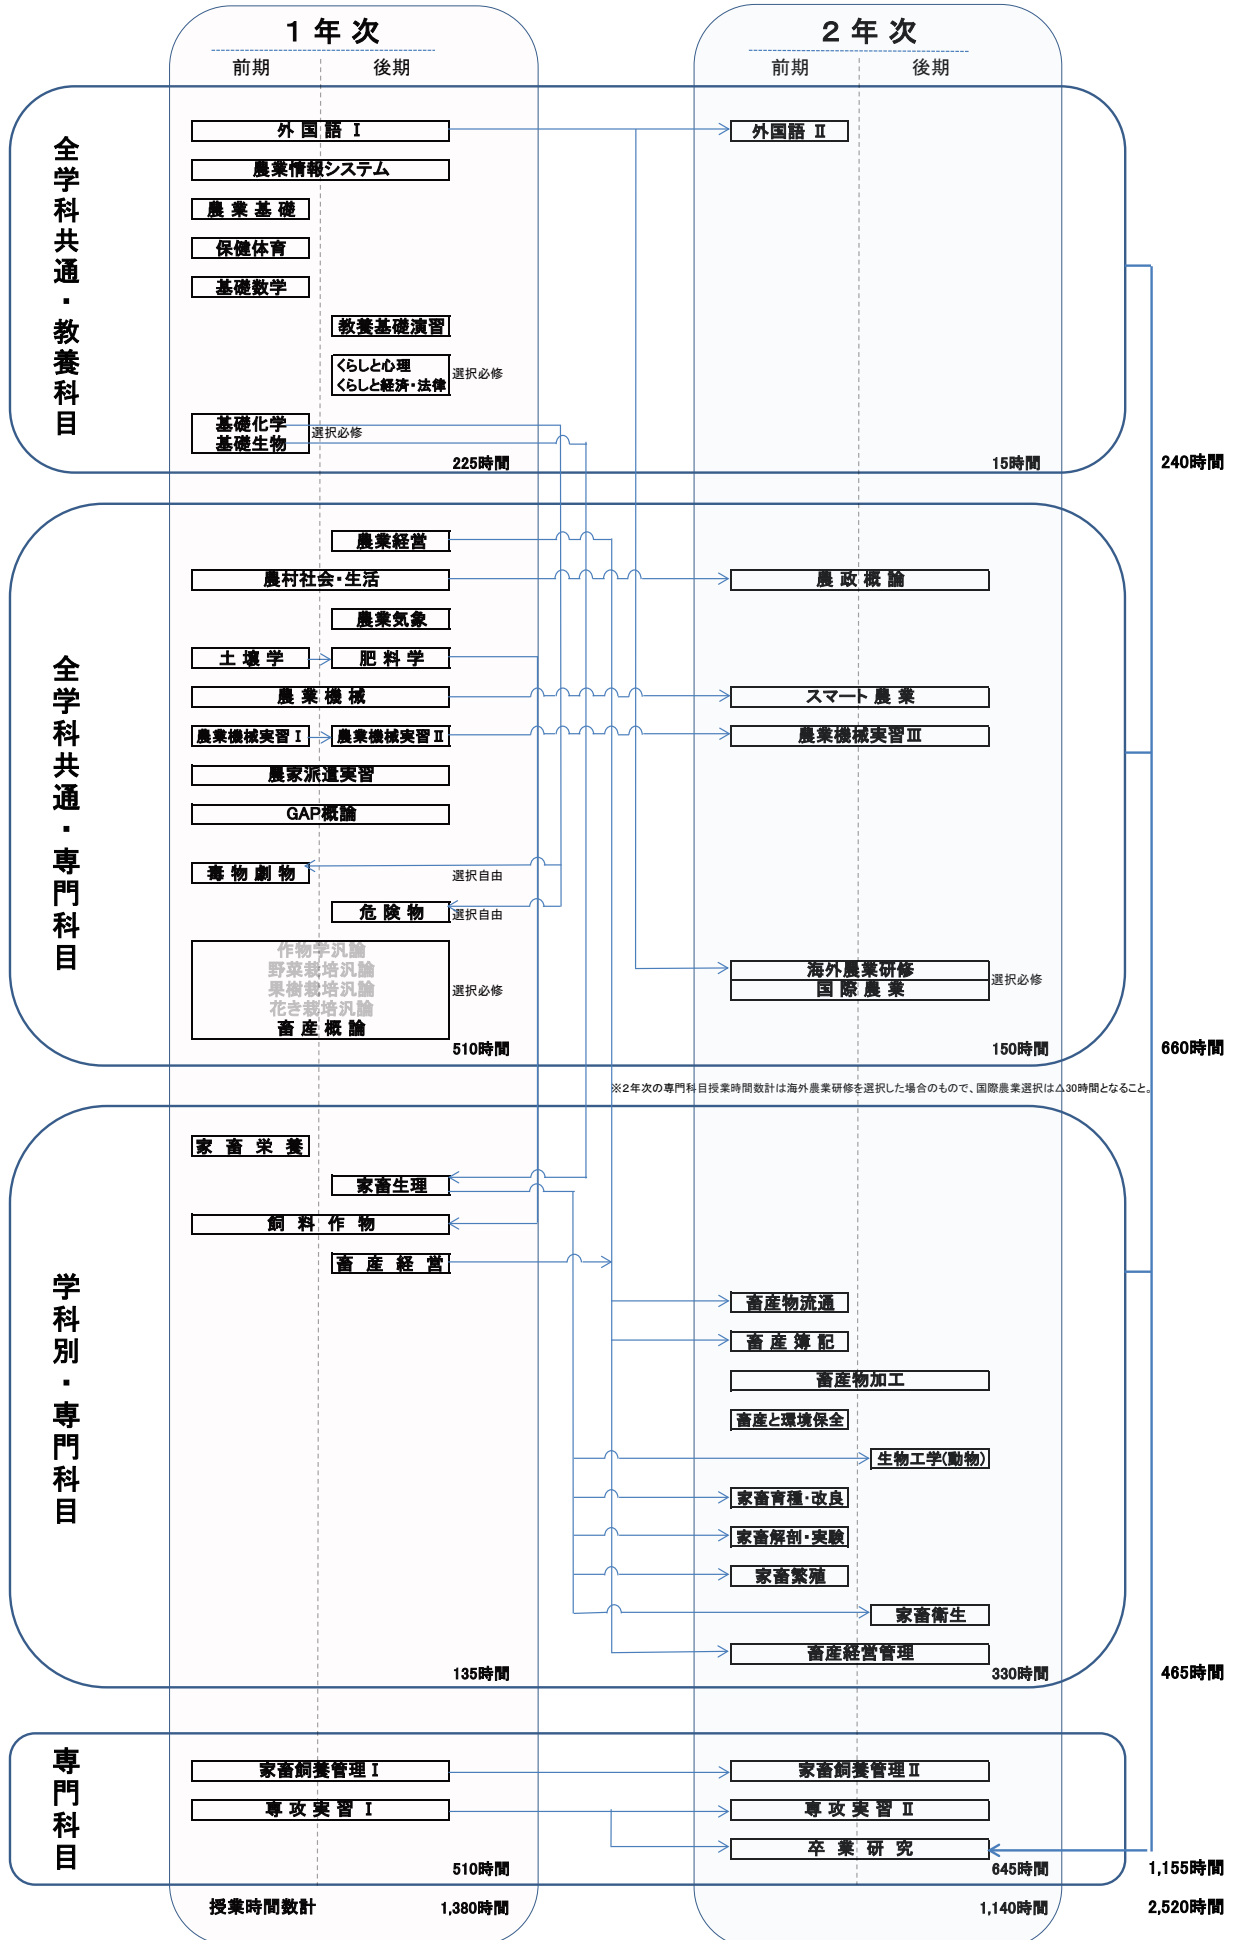 １年次
２年次
前期
後期
前期
後期
全学科共通・教養科目
外国語 Ⅰ
外国語 Ⅱ
農業情報システム
農業基礎
保健体育
基礎数学
教養基礎演習
くらしと心理
くらしと経済・法律
選択必修
基礎化学
基礎生物
選択必修
225時間
15時間
240時間
全学科共通・専門科目
農業経営
農村社会・生活
農政概論
農業気象
土壌学
肥料学
農業機械
スマート農業
農業機械実習Ⅰ
農業機械実習Ⅱ
農業機械実習Ⅲ
農家派遣実習
GAP概論
毒物劇物
選択自由
危険物
選択自由
作物学汎論
野菜栽培汎論
果樹栽培汎論
花き栽培汎論
畜産概論
選択必修
海外農業研修
国際農業
選択必修
510時間
150時間
660時間
※２年次の専門科目授業時間数計は海外農業研修を選択した場合のもので、国際農業選択は△30時間となること。
学科別・専門科目
家畜栄養
家畜生理
飼料作物
畜産経営
畜産物流通
畜産簿記
畜産物加工
畜産と環境保全
生物工学(動物)
家畜育種・改良
家畜解剖・実験
家畜繁殖
家畜衛生
畜産経営管理
135時間
330時間
465時間
専門科目
家畜飼養管理Ⅰ
家畜飼養管理Ⅱ
専攻実習 Ⅰ
専攻実習 Ⅱ
卒業研究
510時間
645時間
1,155時間
授業時間数計
1,380時間
1,140時間
2,520時間